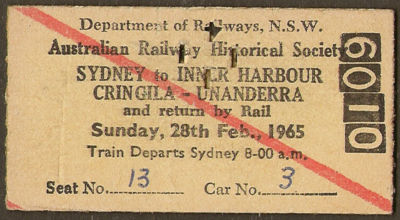 Department of Railways, N.S.W.
Australian Railway Historical Society
SYDNEY to INNER HARBOUR
CRINGILA - UNANDERRA
and return by Rail
Sunday, 28th Feb., 1965
Train Departs Sydney 8-00 a.m.
Seat No. 13 Car No. 3
0109